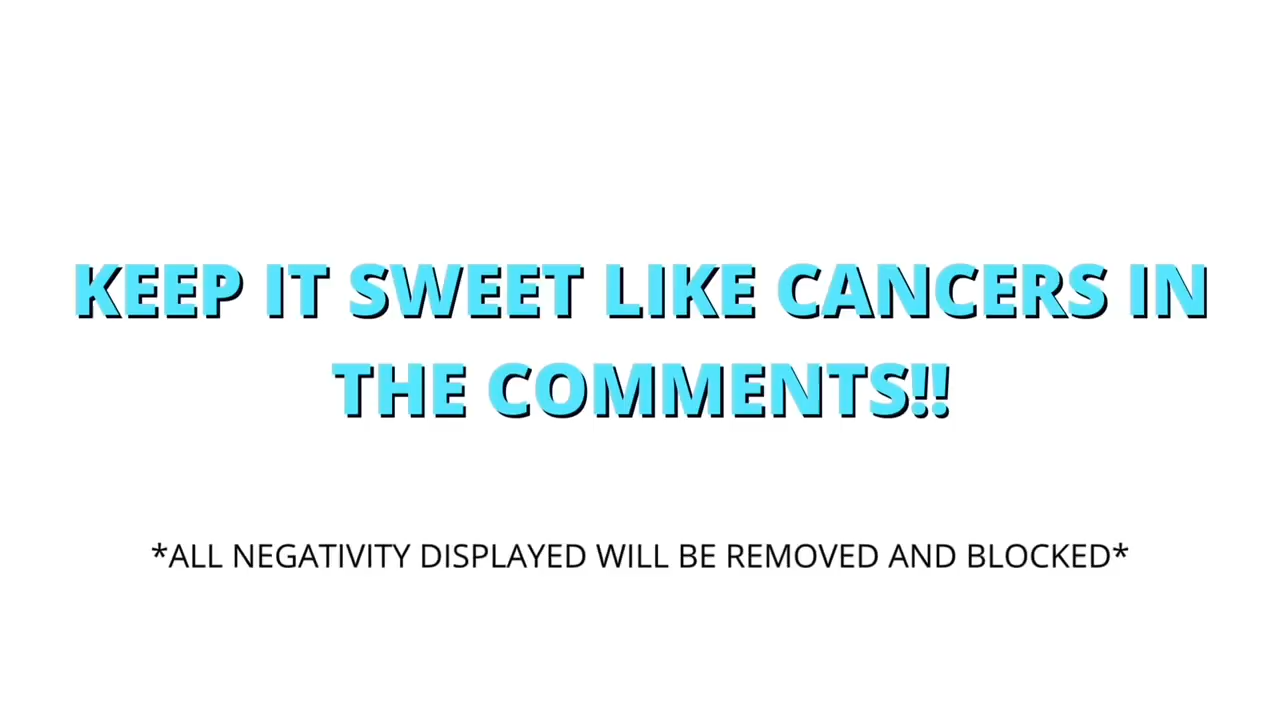 KEEP IT SWEET LIKE CANCERS IN
THE COMMENTS!!
*ALL NEGATIVITY DISPLAYED WILL BE REMOVED AND BLOCKED*